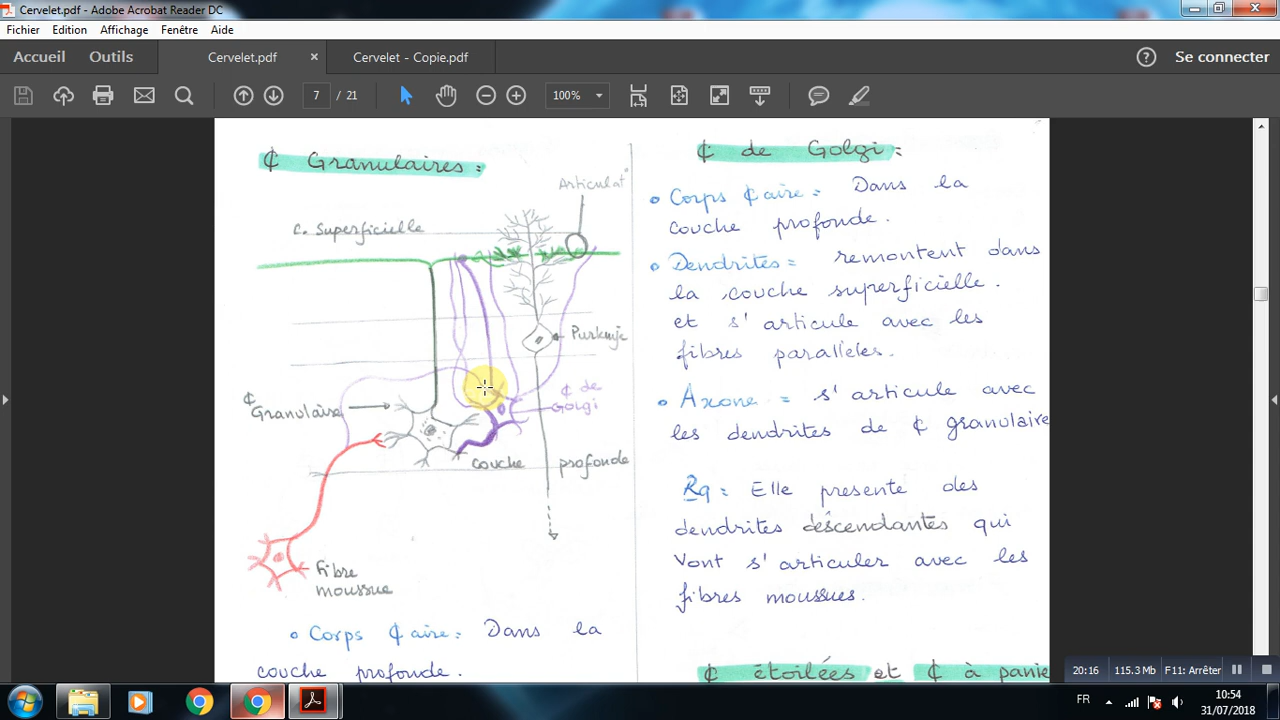 Cervelet.pdf - Adobe Acrobat Reader DC
Fichier Edition Affichage Fenêtre Aide
Accueil Outils Cervelet.pdf × Cervelet - Copie.pdf ? Se connecter
7 / 21 100%
₵ Granulaires :
Articulat°
C. Superficielle
Purkinje
₵ Granulaire
₵ de Golgi
couche profonde
Fibre moussue
• Corps ₵aire : Dans la
couche profonde.
₵ de Golgi :
• Corps ₵aire = Dans la
couche profonde.
• Dendrites = remontent dans
la couche superficielle.
et s'articule avec les
fibres parallèles.
• Axone = s'articule avec
les dendrites de ₵ granulaire
Rq = Elle presente des
dendrites descendantes qui
vont s'articuler avec les
fibres moussues.
₵ étoilées et ₵ à panie
20:16 115.3 Mb F11: Arrêter
FR 10:54
31/07/2018